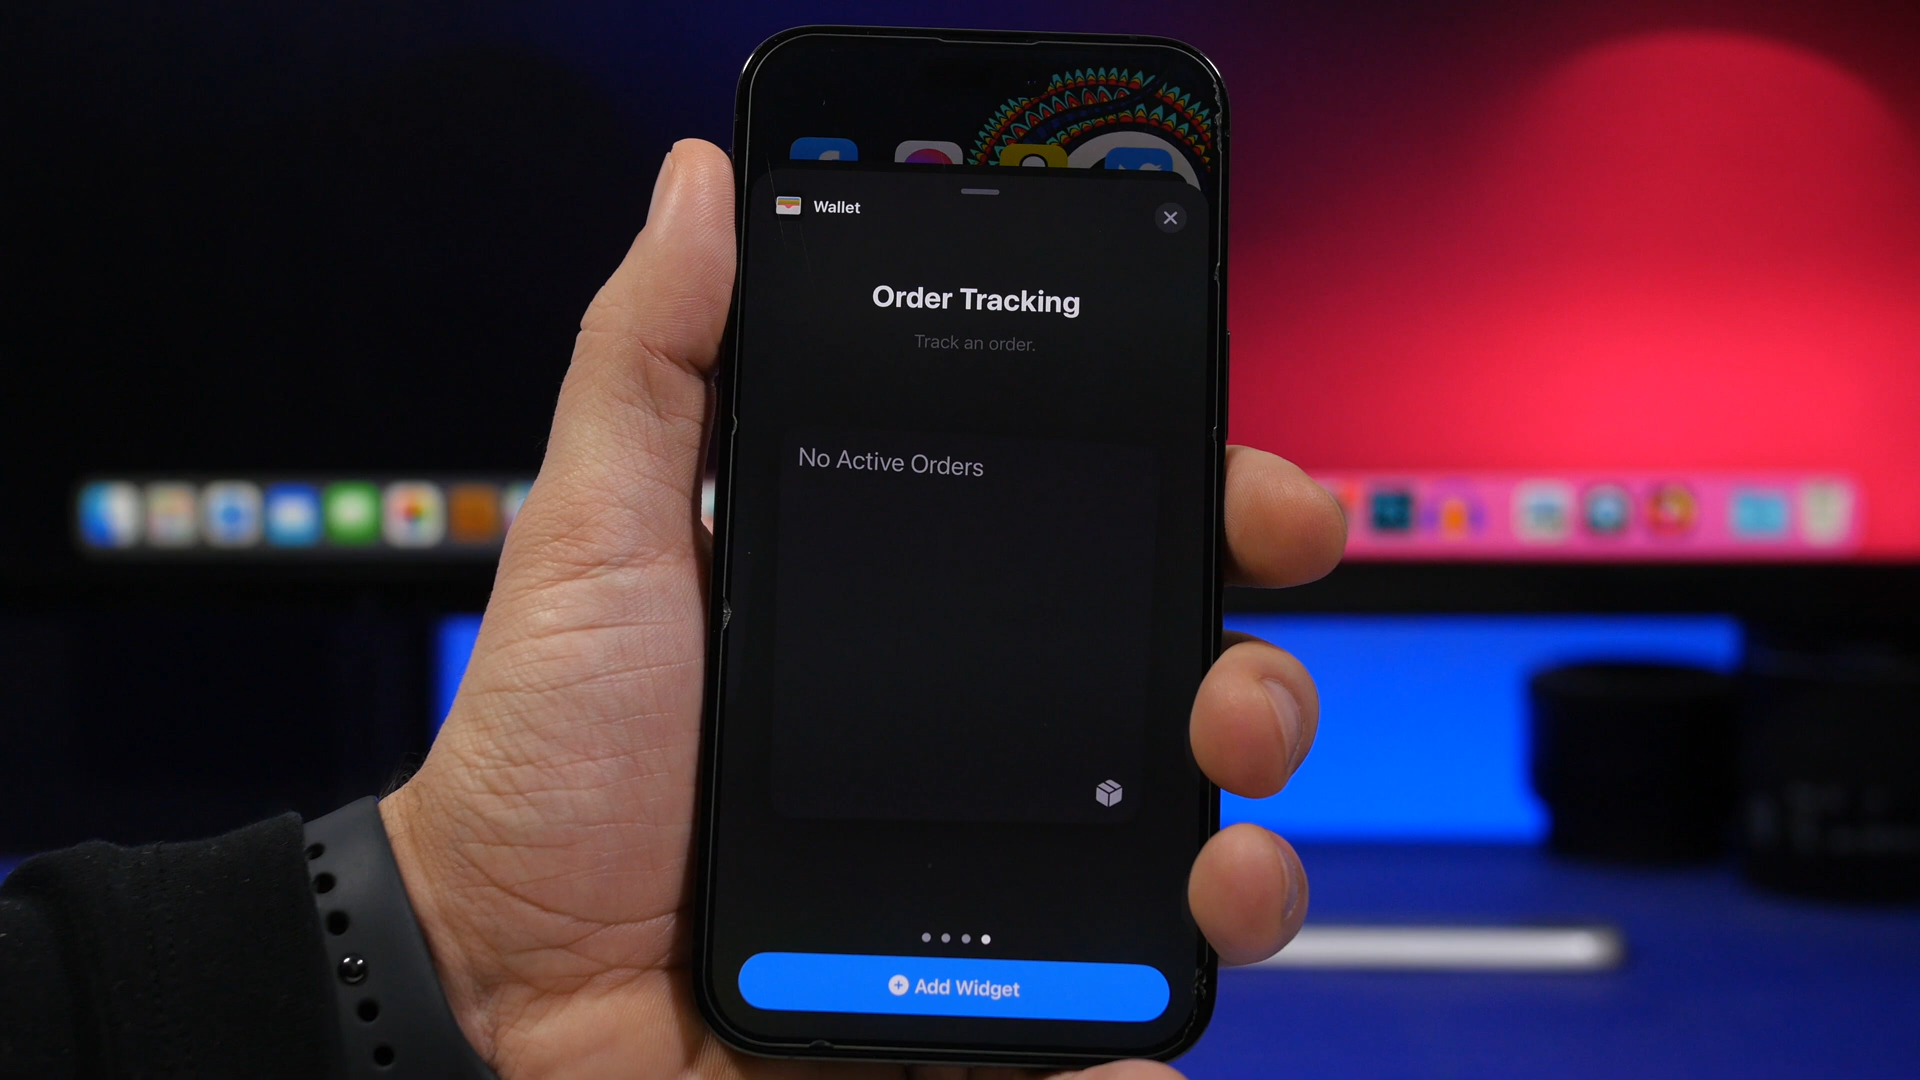 Wallet
Order Tracking
Track an order.
No Active Orders
Add Widget